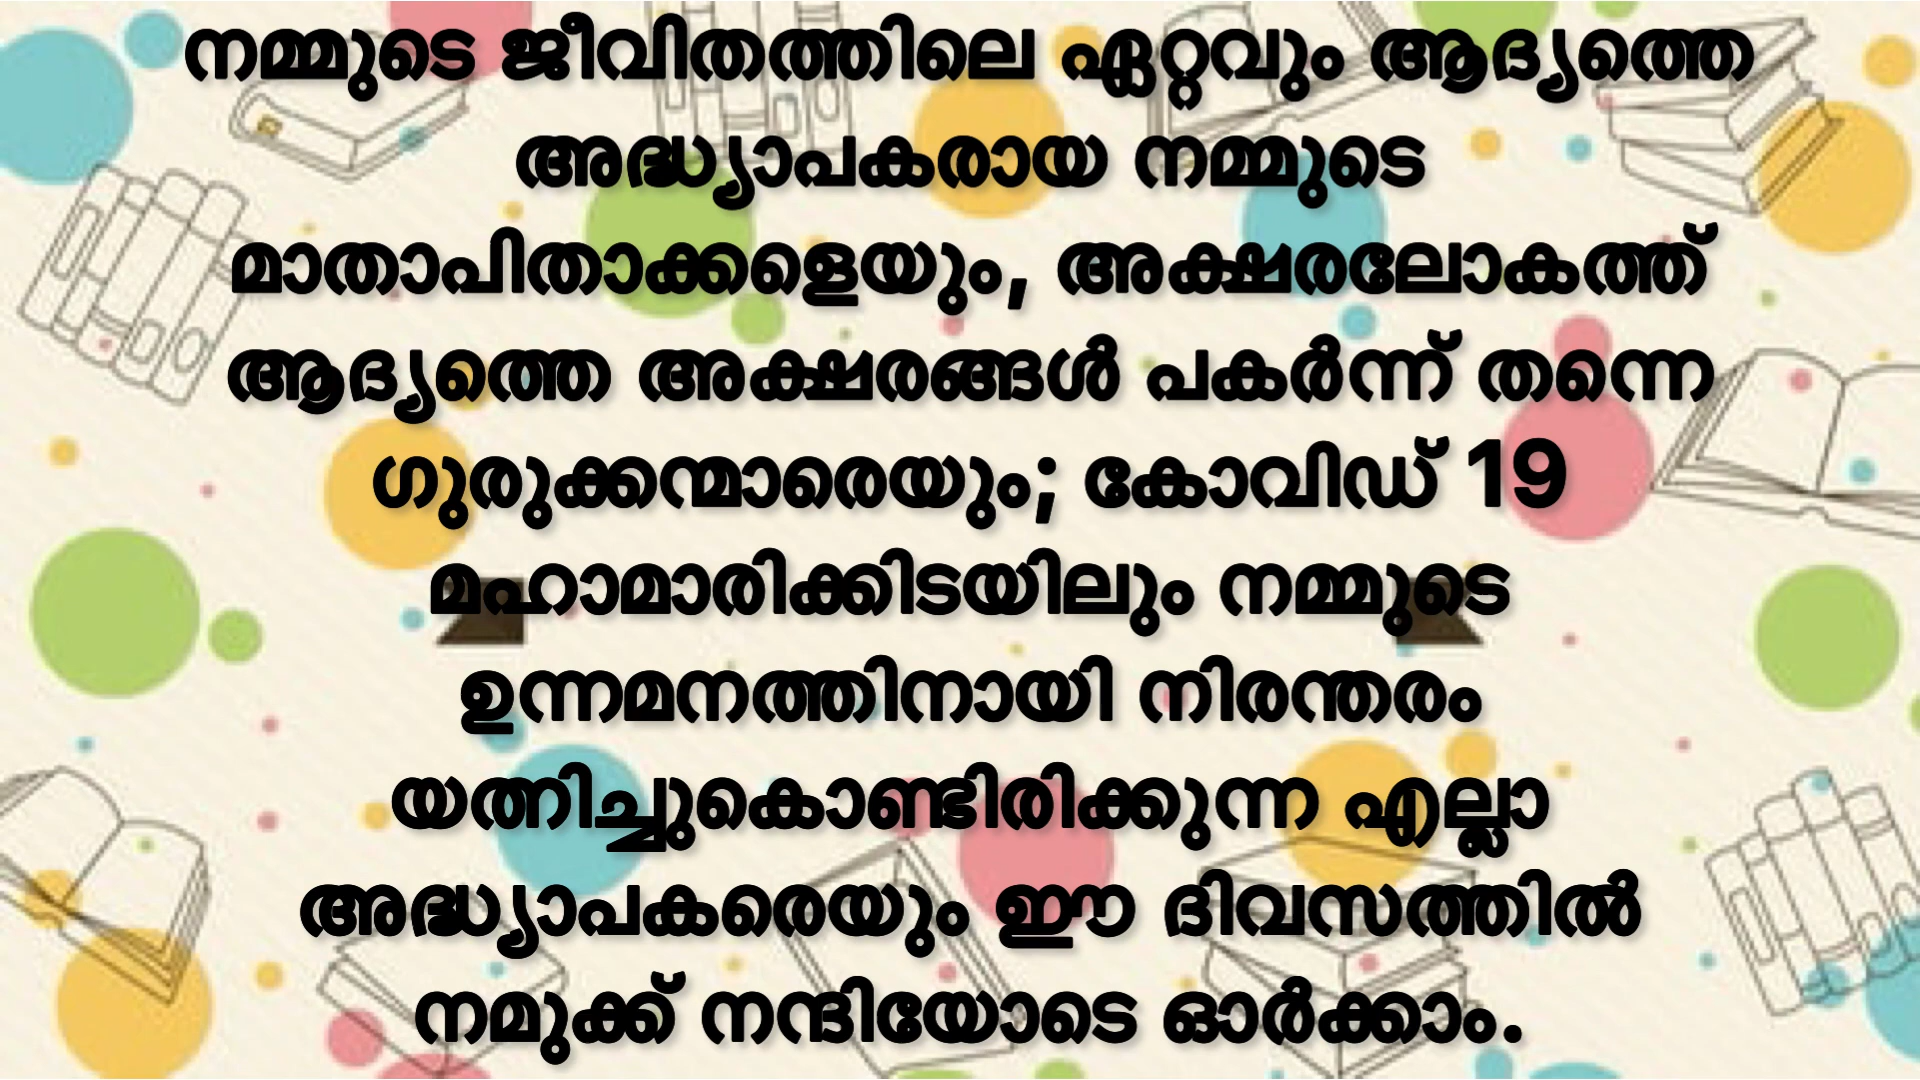 നമ്മുടെ ജീവിതത്തിലെ ഏറ്റവും ആദ്യത്തെ
അദ്ധ്യാപകരായ നമ്മുടെ
മാതാപിതാക്കളെയും, അക്ഷരലോകത്ത്
ആദ്യത്തെ അക്ഷരങ്ങൾ പകർന്ന് തന്നെ
ഗുരുക്കന്മാരെയും; കോവിഡ് 19
മഹാമാരിക്കിടയിലും നമ്മുടെ
ഉന്നമനത്തിനായി നിരന്തരം
യത്നിച്ചുകൊണ്ടിരിക്കുന്ന എല്ലാ
അദ്ധ്യാപകരെയും ഈ ദിവസത്തിൽ
നമുക്ക് നന്ദിയോടെ ഓർക്കാം.